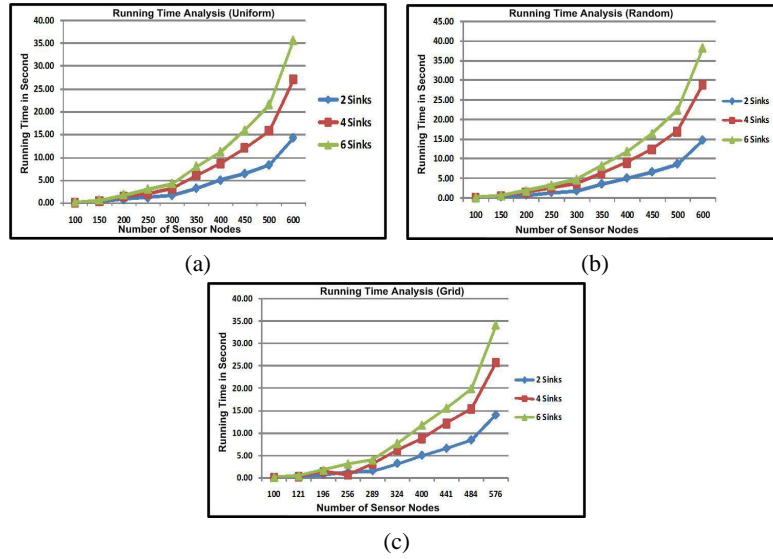 Running Time Analysis (Uniform)
40.00
35.00
30.00
25.00
20.00
15.00
10.00
5.00
0.00
Running Time in Second
100 150 200 250 300 350 400 450 500 600
Number of Sensor Nodes
2 Sinks
4 Sinks
6 Sinks
(a)
Running Time Analysis (Random)
45.00
40.00
35.00
30.00
25.00
20.00
15.00
10.00
5.00
0.00
Running Time in Second
100 150 200 250 300 350 400 450 500 600
Number of Sensor Nodes
2 Sinks
4 Sinks
6 Sinks
(b)
Running Time Analysis (Grid)
40.00
35.00
30.00
25.00
20.00
15.00
10.00
5.00
0.00
Running Time in Second
100 121 196 256 289 324 400 441 484 576
Number of Sensor Nodes
2 Sinks
4 Sinks
6 Sinks
(c)